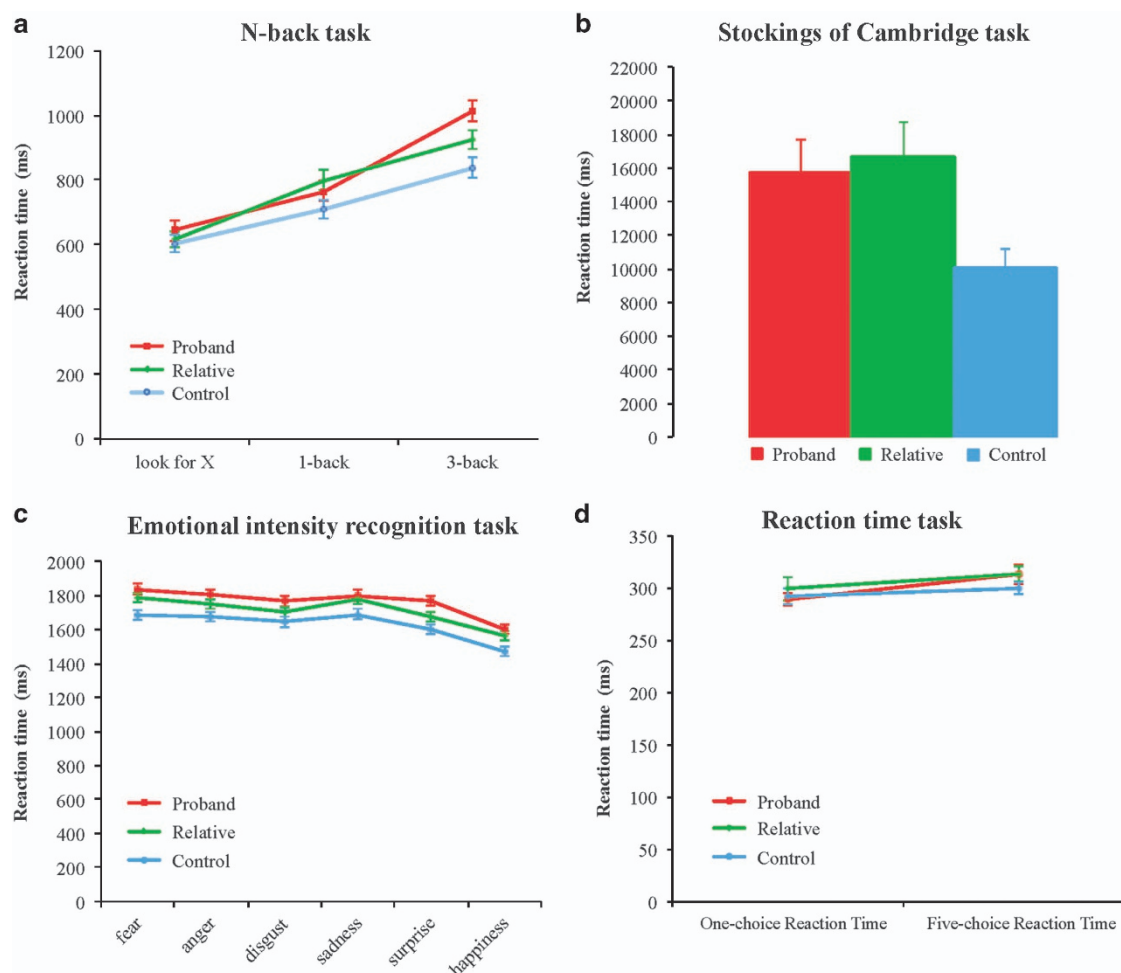 a
N-back task
Reaction time (ms)
1200
1000
800
600
400
200
0
Proband
Relative
Control
look for X 1-back 3-back
b
Stockings of Cambridge task
Reaction time (ms)
22000
20000
18000
16000
14000
12000
10000
8000
6000
4000
2000
0
Proband Relative Control
c
Emotional intensity recognition task
Reaction time (ms)
2000
1800
1600
1400
1200
1000
800
600
400
200
0
Proband
Relative
Control
fear anger disgust sadness surprise happiness
d
Reaction time task
Reaction time (ms)
350
300
250
200
150
100
50
0
Proband
Relative
Control
One-choice Reaction Time Five-choice Reaction Time